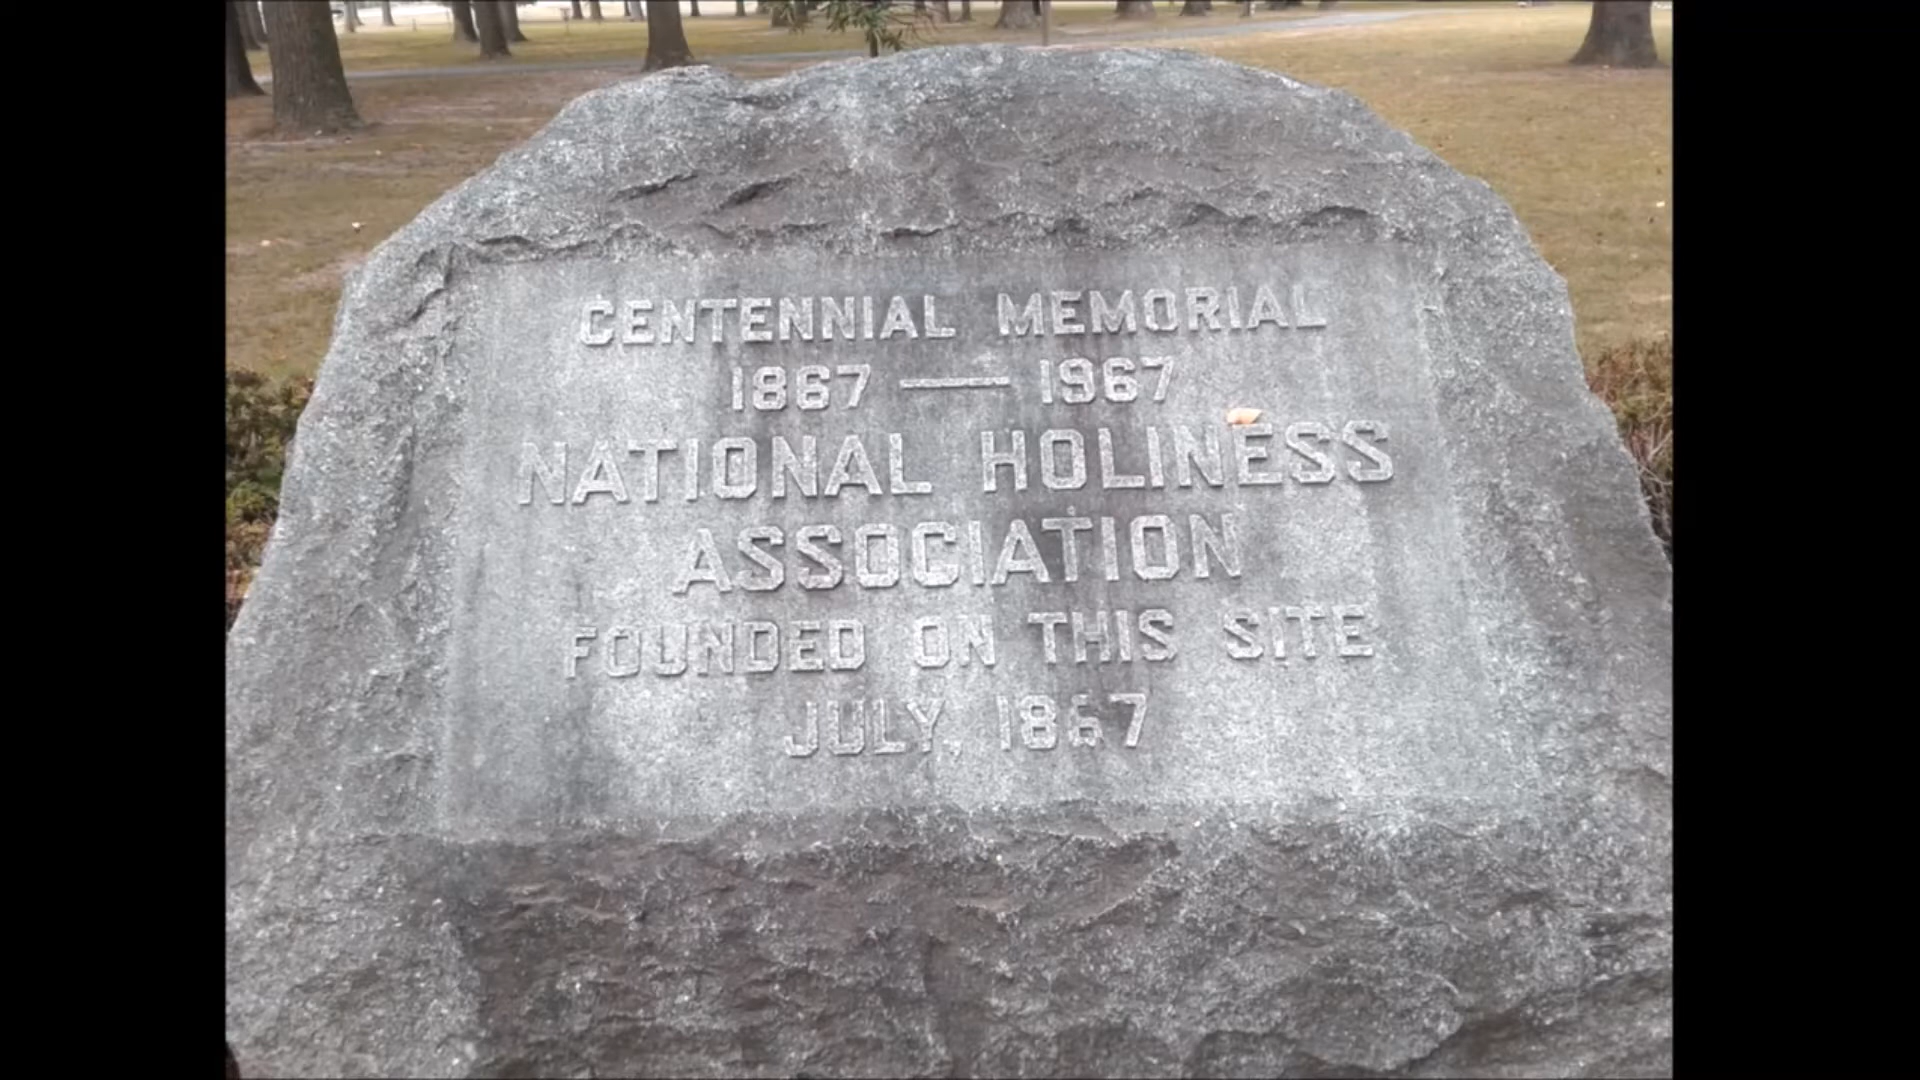 CENTENNIAL MEMORIAL
1867 — 1967
NATIONAL HOLINESS
ASSOCIATION
FOUNDED ON THIS SITE
JULY, 1867